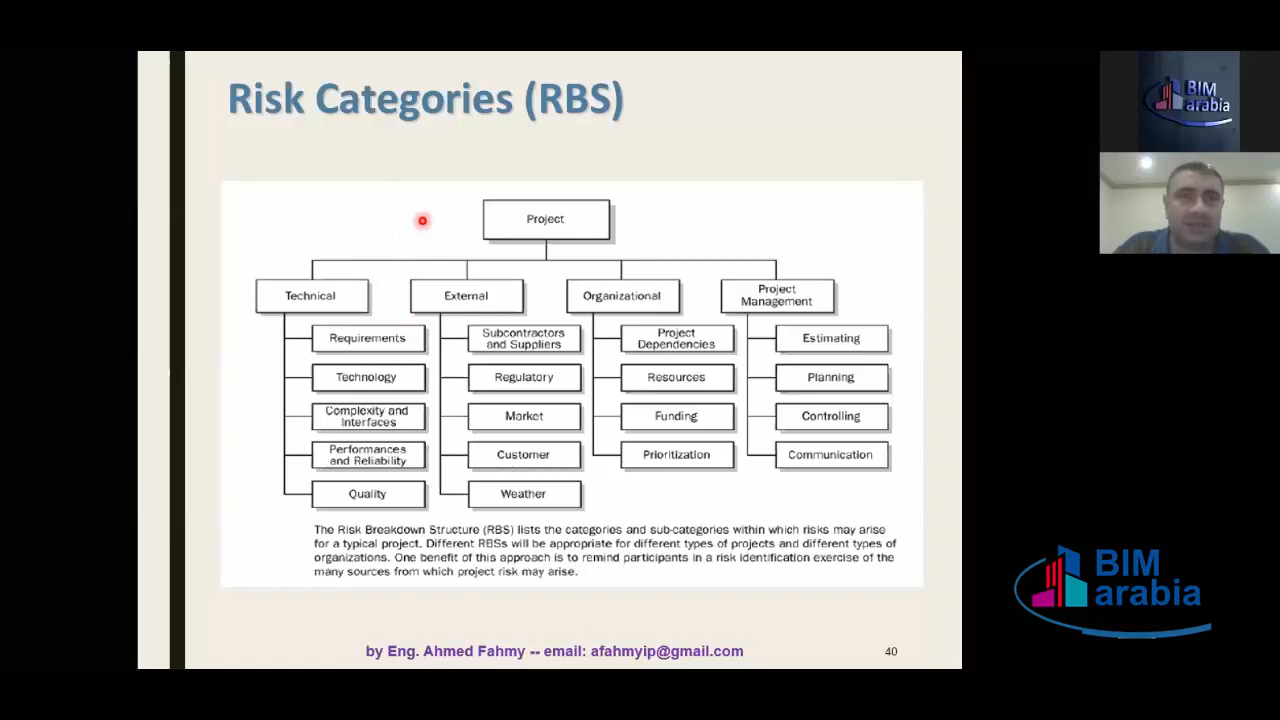 Risk Categories (RBS)
BIM
arabia
Project
Technical
External
Organizational
Project
Management
Requirements
Subcontractors
and Suppliers
Project
Dependencies
Estimating
Technology
Regulatory
Resources
Planning
Complexity and
Interfaces
Market
Funding
Controlling
Performances
and Reliability
Customer
Prioritization
Communication
Quality
Weather
The Risk Breakdown Structure (RBS) lists the categories and sub-categories within which risks may arise
for a typical project. Different RBSs will be appropriate for different types of projects and different types of
organizations. One benefit of this approach is to remind participants in a risk identification exercise of the
many sources from which project risk may arise.
BIM
arabia
by Eng. Ahmed Fahmy -- email: afahmyip@gmail.com
40